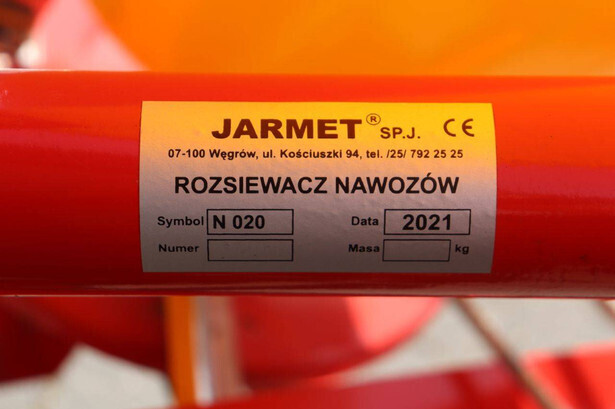 JARMET® SP.J. CE
07-100 Węgrów, ul. Kościuszki 94, tel. /25/ 792 25 25
ROZSIEWACZ NAWOZÓW
Symbol N 020 Data 2021
Numer Masa kg